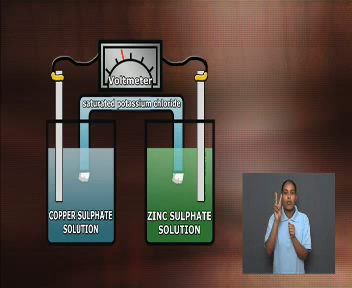 Voltmeter
saturated potassium chloride
COPPER SULPHATE
SOLUTION
ZINC SULPHATE
SOLUTION